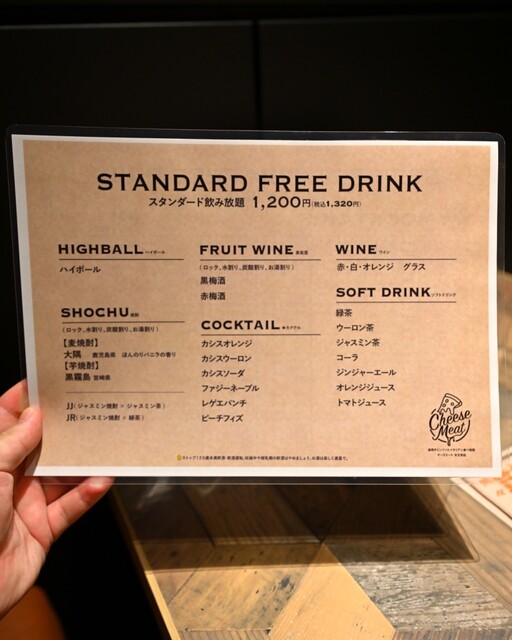 STANDARD FREE DRINK
スタンダード飲み放題 1,200円(税込1,320円)
HIGHBALL ハイボール
ハイボール
SHOCHU 焼酎
(ロック、水割り、炭酸割り、お湯割り)
【麦焼酎】
大隅 鹿児島県 ほんのりバニラの香り
【芋焼酎】
黒霧島 宮崎県
JJ(ジャスミン焼酎 × ジャスミン茶)
JR(ジャスミン焼酎 × 緑茶)
FRUIT WINE 果実酒
(ロック、水割り、炭酸割り、お湯割り)
黒梅酒
赤梅酒
COCKTAIL カクテル
カシスオレンジ
カシスウーロン
カシスソーダ
ファジーネーブル
レゲエパンチ
ピーチフィズ
WINE ワイン
赤・白・オレンジ グラス
SOFT DRINK ソフトドリンク
緑茶
ウーロン茶
ジャスミン茶
コーラ
ジンジャーエール
オレンジジュース
トマトジュース
Cheese
Meat